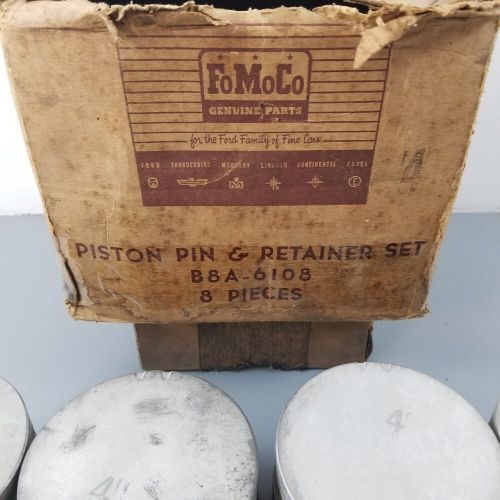 FoMoCo
GENUINE PARTS
for the Ford Family of Fine Cars
FORD THUNDERBIRD MERCURY LINCOLN CONTINENTAL EDSEL
PISTON PIN & RETAINER SET
B8A-6108
8 PIECES
4
4